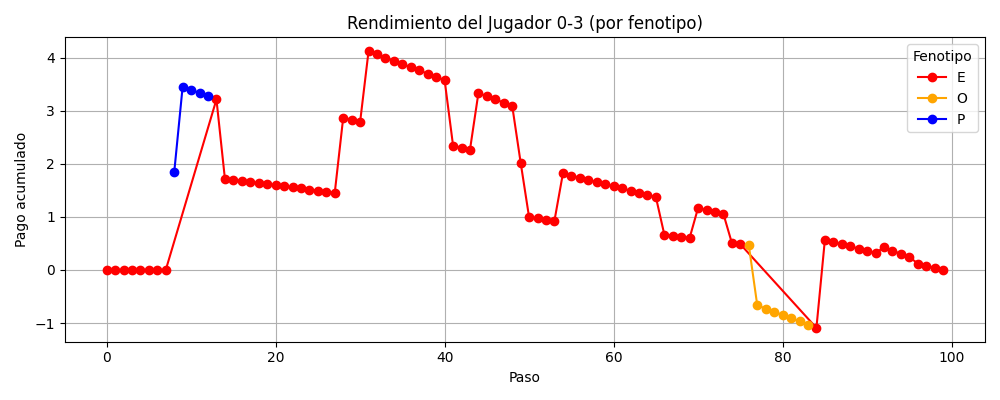 Rendimiento del Jugador 0-3 (por fenotipo)
Pago acumulado
4
3
2
1
0
−1
Fenotipo
E
O
P
0 20 40 60 80 100
Paso